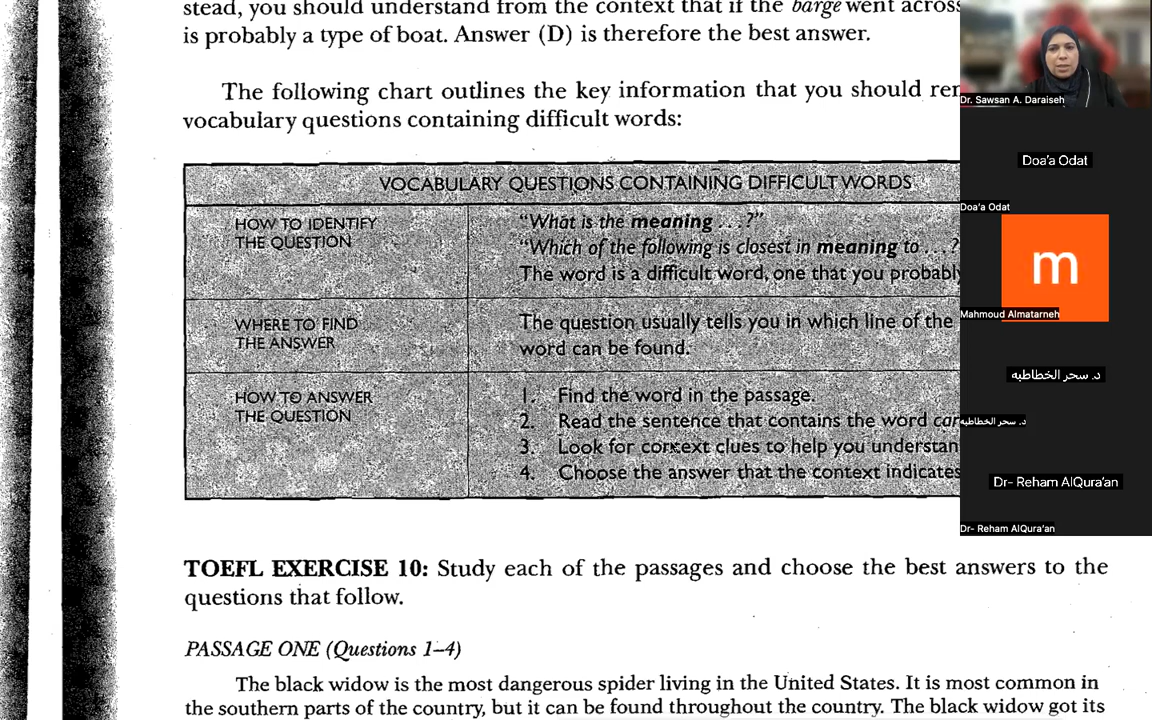 stead, you should understand from the context that if the barge went across
is probably a type of boat. Answer (D) is therefore the best answer.
The following chart outlines the key information that you should
vocabulary questions containing difficult words:
VOCABULARY QUESTIONS CONTAINING DIFFICULT WORDS
HOW TO IDENTIFY
THE QUESTION
"What is the meaning . . . ?"
"Which of the following is closest in meaning to . . . ?
The word is a difficult word, one that you probably
WHERE TO FIND
THE ANSWER
The question usually tells you in which line of the
word can be found.
HOW TO ANSWER
THE QUESTION
1. Find the word in the passage.
2. Read the sentence that contains the word
3. Look for context clues to help you
4. Choose the answer that the context indicates
TOEFL EXERCISE 10: Study each of the passages and choose the best answers to the
questions that follow.
PASSAGE ONE (Questions 1–4)
The black widow is the most dangerous spider living in the United States. It is most common in
the southern parts of the country, but it can be found throughout the country. The black widow got its
Dr. Sawsan A. Daraiseh
Doa'a Odat
Doa'a Odat
m
Mahmoud Almatarneh
د. سحر الخطاطبه
د. سحر الخطاطبه
Dr- Reham AlQura'an
Dr- Reham AlQura'an